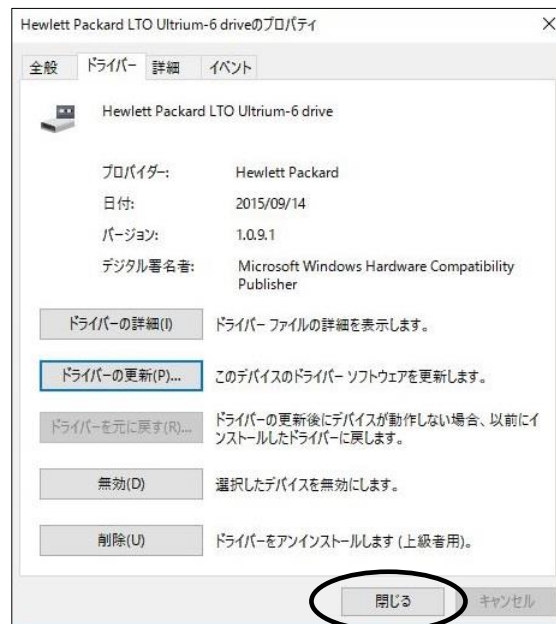 Hewlett Packard LTO Ultrium-6 driveのプロパティ
全般 ドライバー 詳細 イベント
Hewlett Packard LTO Ultrium-6 drive
プロバイダー: Hewlett Packard
日付: 2015/09/14
バージョン: 1.0.9.1
デジタル署名者: Microsoft Windows Hardware Compatibility
Publisher
ドライバーの詳細(I) ドライバー ファイルの詳細を表示します。
ドライバーの更新(P)... このデバイスのドライバー ソフトウェアを更新します。
ドライバーを元に戻す(R)... ドライバーの更新後にデバイスが動作しない場合、以前にイ
ンストールしたドライバーに戻します。
無効(D) 選択したデバイスを無効にします。
削除(U) ドライバーをアンインストールします (上級者用)。
閉じる キャンセル